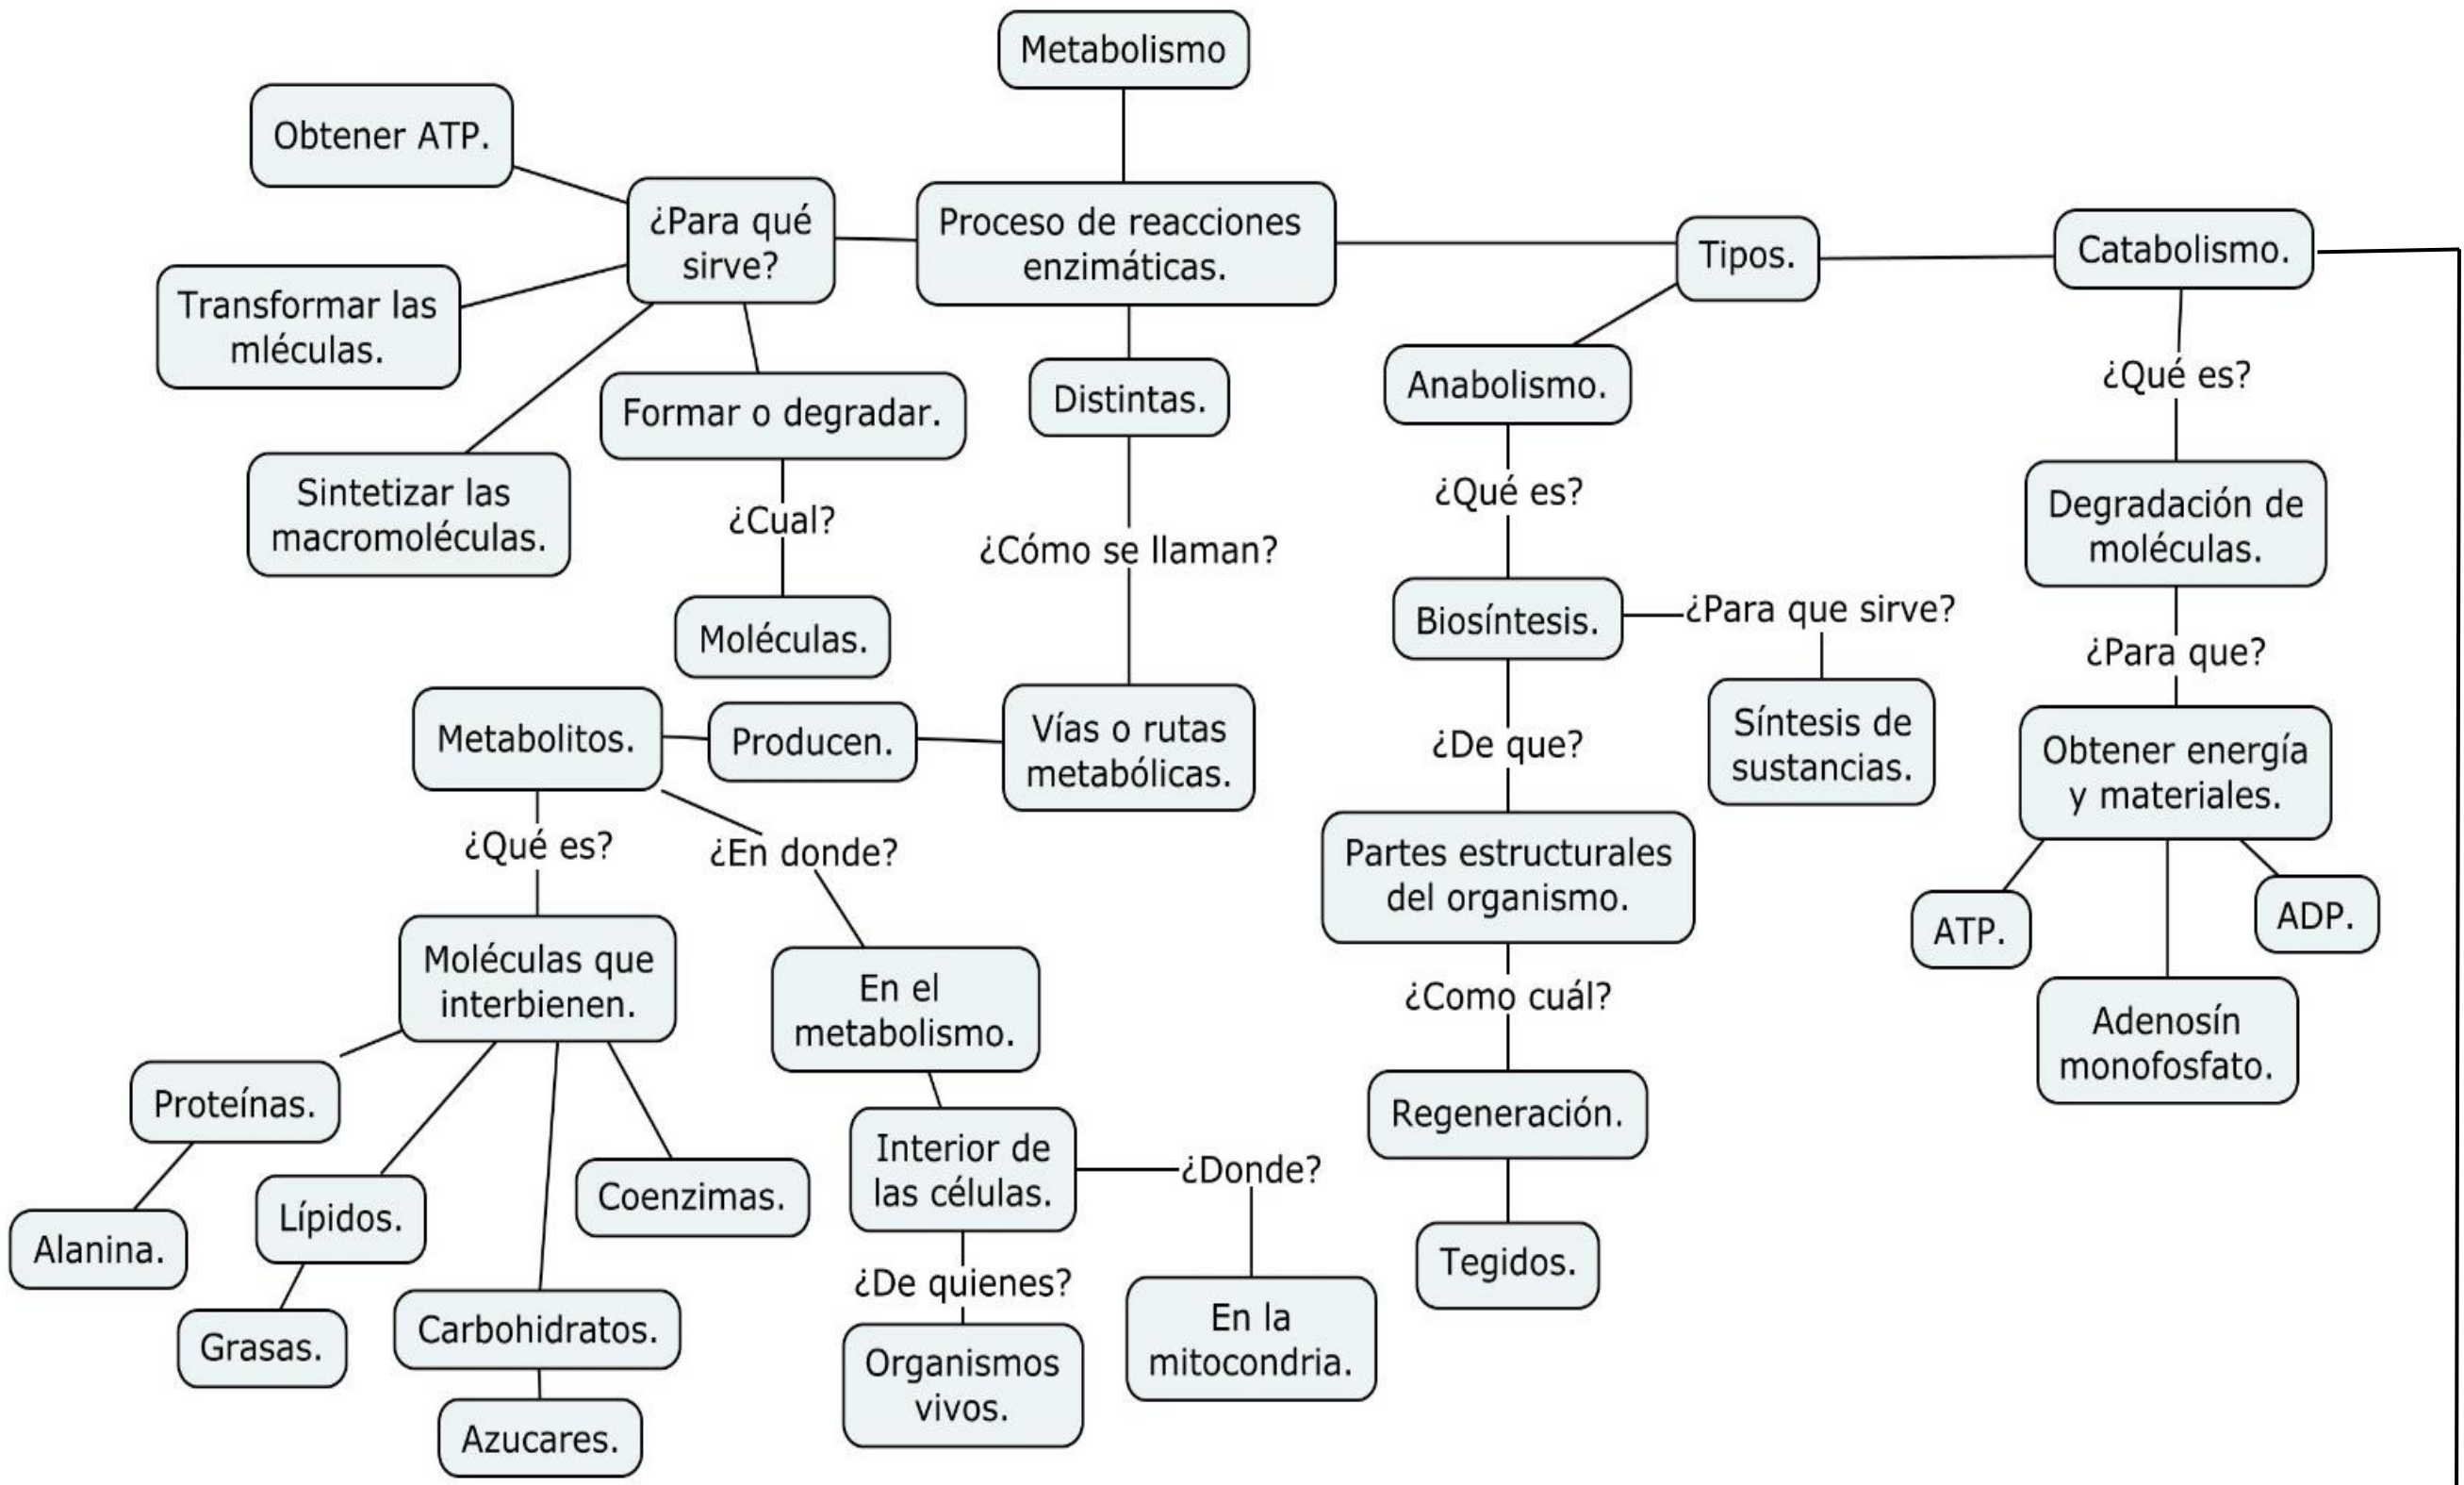 Metabolismo
Obtener ATP.
¿Para qué
sirve?
Proceso de reacciones
enzimáticas.
Tipos.
Catabolismo.
Transformar las
mléculas.
Formar o degradar.
Distintas.
Anabolismo.
¿Qué es?
Sintetizar las
macromoléculas.
¿Cual?
¿Cómo se llaman?
¿Qué es?
Degradación de
moléculas.
Moléculas.
Biosíntesis.
¿Para que sirve?
¿Para que?
Metabolitos.
Producen.
Vías o rutas
metabólicas.
¿De que?
Síntesis de
sustancias.
Obtener energía
y materiales.
¿Qué es?
¿En donde?
Partes estructurales
del organismo.
ATP.
ADP.
Moléculas que
interbienen.
En el
metabolismo.
¿Como cuál?
Adenosín
monofosfato.
Proteínas.
Interior de
las células.
¿Donde?
Regeneración.
Alanina.
Lípidos.
Coenzimas.
¿De quienes?
Tegidos.
Grasas.
Carbohidratos.
Organismos
vivos.
En la
mitocondria.
Azucares.